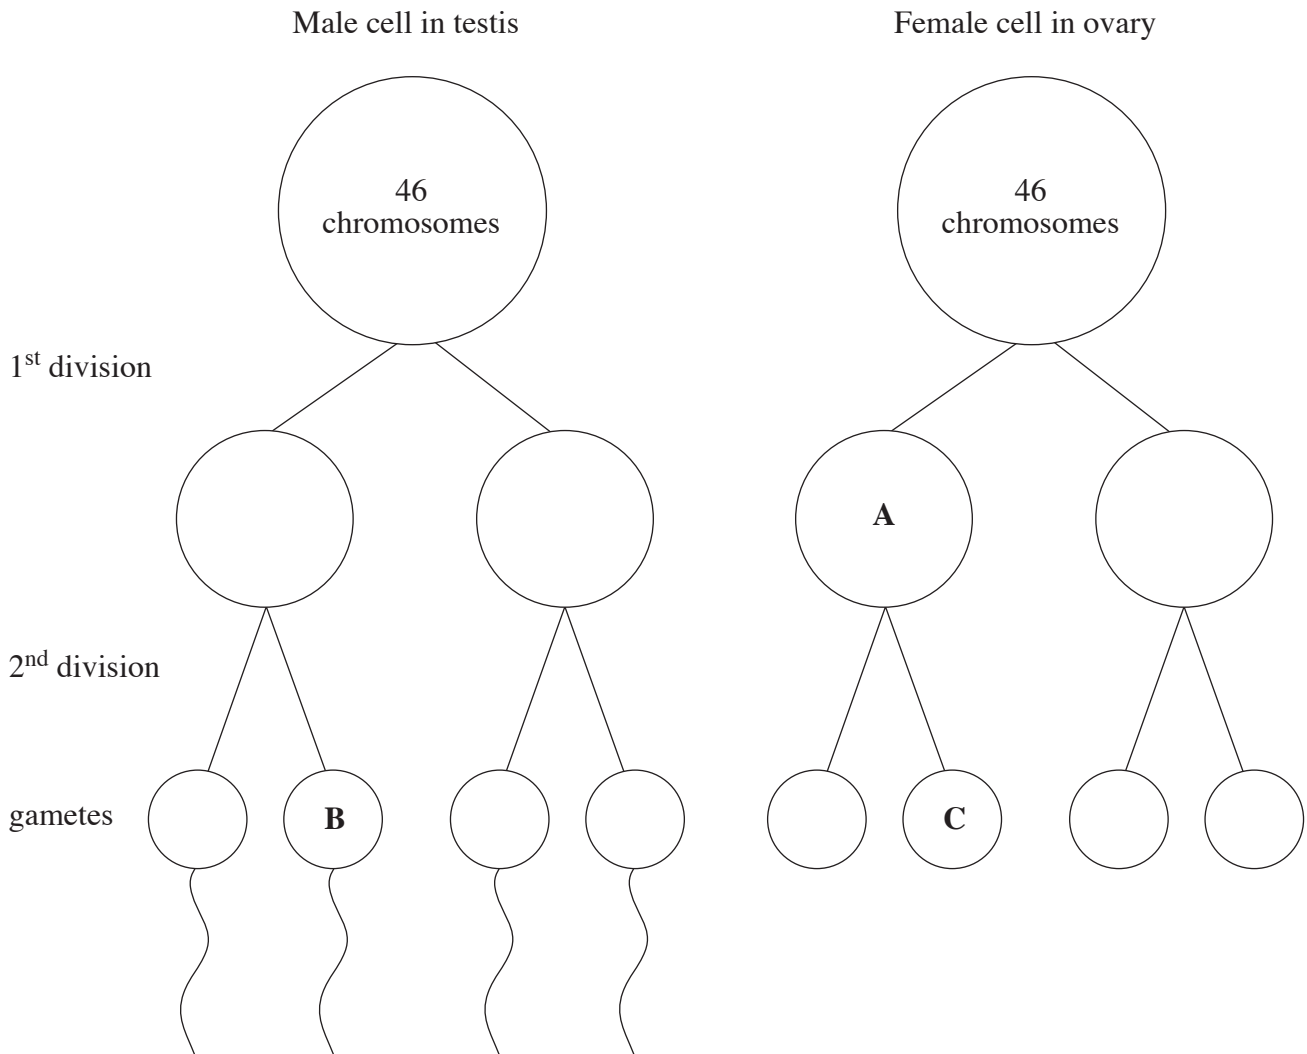 Male cell in testis
Female cell in ovary
46
chromosomes
46
chromosomes
1st division
A
2nd division
gametes
B
C